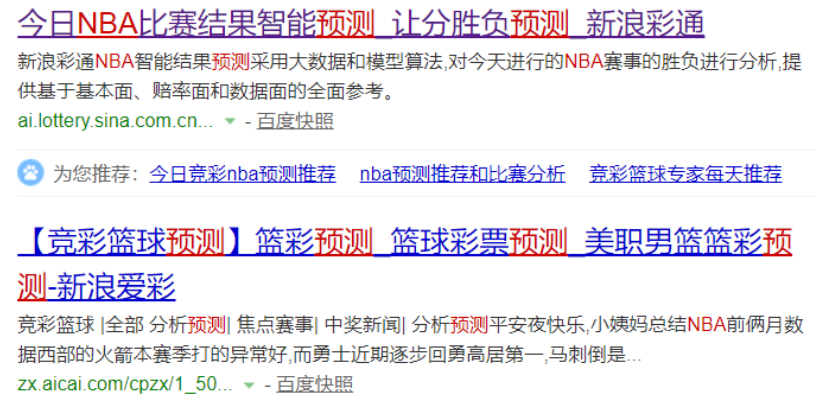 今日NBA比赛结果智能预测_让分胜负预测_新浪彩通
新浪彩通NBA智能结果预测采用大数据和模型算法,对今天进行的NBA赛事的胜负进行分析,提
供基于基本面、赔率面和数据面的全面参考。
ai.lottery.sina.com.cn... - 百度快照
为您推荐： 今日竞彩nba预测推荐 nba预测推荐和比赛分析 竞彩篮球专家每天推荐
【竞彩篮球预测】篮彩预测_篮球彩票预测_美职男篮篮彩预
测-新浪爱彩
竞彩篮球 |全部 分析预测| 焦点赛事| 中奖新闻| 分析预测平安夜快乐,小姨妈总结NBA前俩月数
据西部的火箭本赛季打的异常好,而勇士近期逐步回勇高居第一,马刺倒是...
zx.aicai.com/cpzx/1_50... - 百度快照